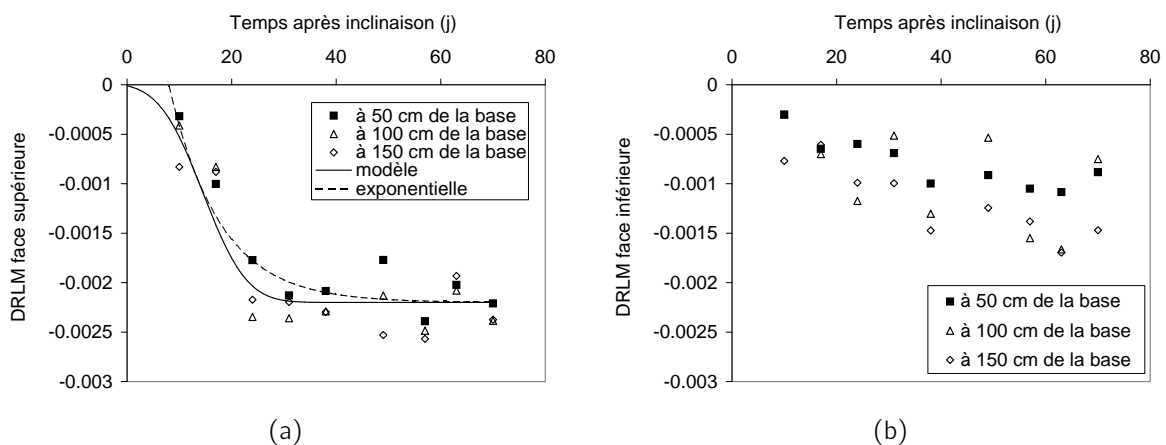 Temps après inclinaison (j)
0 20 40 60 80
0
-0.0005
-0.001
-0.0015
-0.002
-0.0025
-0.003
DRLM face supérieure
à 50 cm de la base
à 100 cm de la base
à 150 cm de la base
modèle
exponentielle
(a)
Temps après inclinaison (j)
0 20 40 60 80
0
-0.0005
-0.001
-0.0015
-0.002
-0.0025
-0.003
DRLM face inférieure
à 50 cm de la base
à 100 cm de la base
à 150 cm de la base
(b)